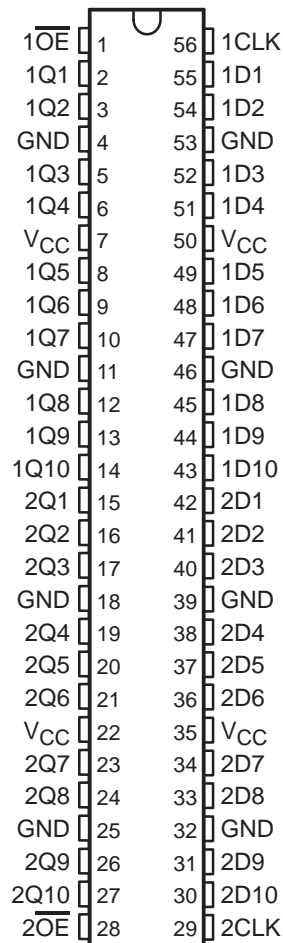 1O̅E̅ 1 56 1CLK
1Q1 2 55 1D1
1Q2 3 54 1D2
GND 4 53 GND
1Q3 5 52 1D3
1Q4 6 51 1D4
VCC 7 50 VCC
1Q5 8 49 1D5
1Q6 9 48 1D6
1Q7 10 47 1D7
GND 11 46 GND
1Q8 12 45 1D8
1Q9 13 44 1D9
1Q10 14 43 1D10
2Q1 15 42 2D1
2Q2 16 41 2D2
2Q3 17 40 2D3
GND 18 39 GND
2Q4 19 38 2D4
2Q5 20 37 2D5
2Q6 21 36 2D6
VCC 22 35 VCC
2Q7 23 34 2D7
2Q8 24 33 2D8
GND 25 32 GND
2Q9 26 31 2D9
2Q10 27 30 2D10
2O̅E̅ 28 29 2CLK